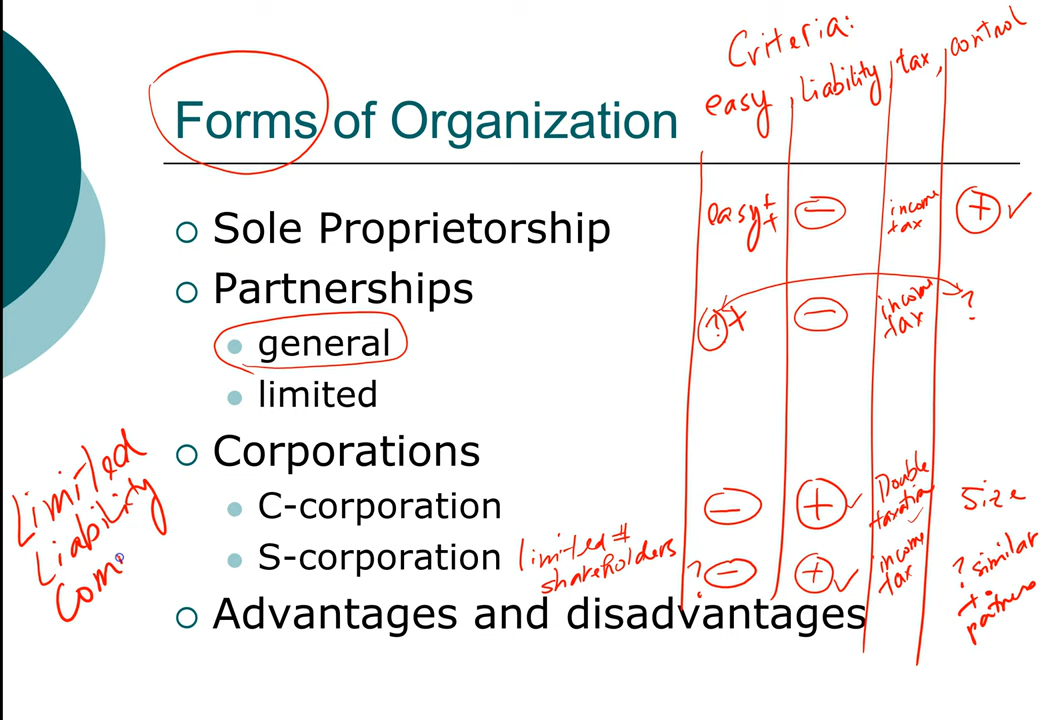 Criteria:
easy, liability, tax, control
Forms of Organization
Sole Proprietorship
easy ++ − income tax + ✓
Partnerships
? + − income tax ?
general
limited
Corporations
C-corporation
− + ✓ Double taxation ✓ Size
S-corporation
limited # shareholders
? − + ✓ income tax ? similar to partners
Advantages and disadvantages
Limited
Liability
Com